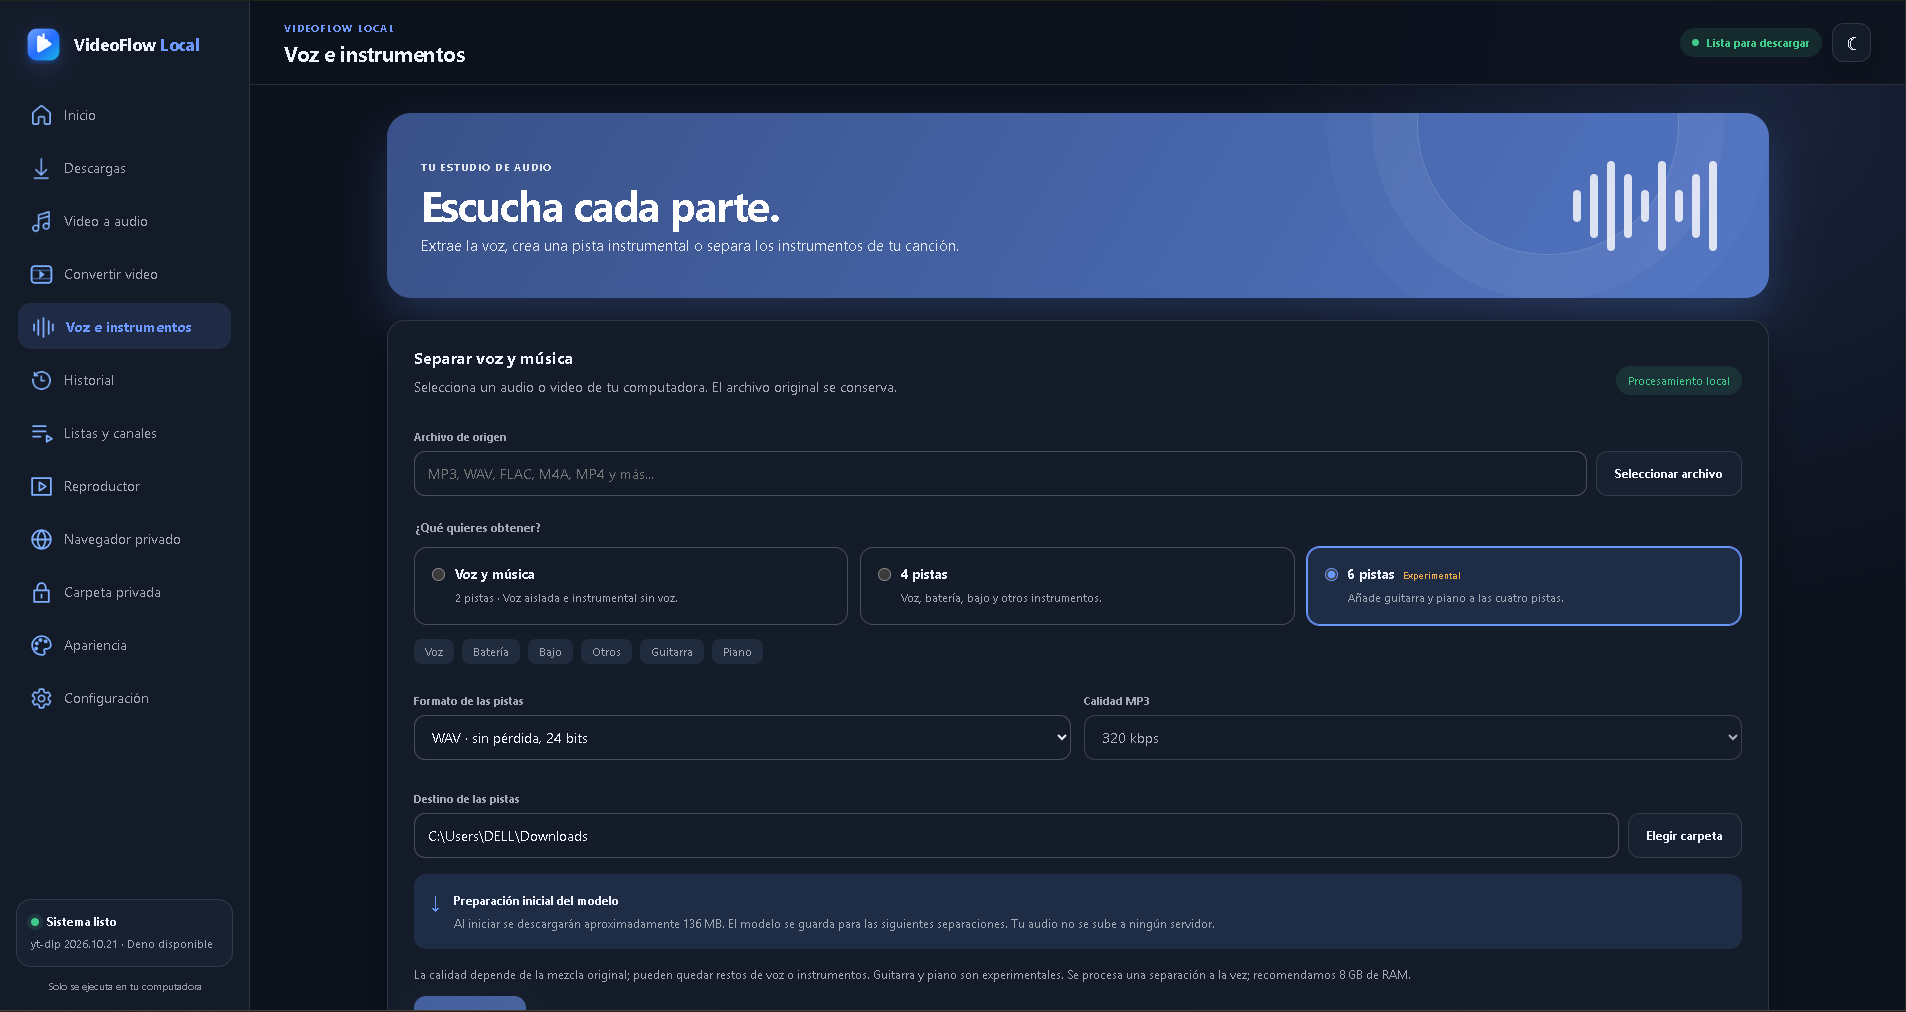 VideoFlow Local
Inicio
Descargas
Video a audio
Convertir video
Voz e instrumentos
Historial
Listas y canales
Reproductor
Navegador privado
Carpeta privada
Apariencia
Configuración
Sistema listo
yt-dlp 2026.10.21 · Deno disponible
Solo se ejecuta en tu computadora
VIDEOFLOW LOCAL
Voz e instrumentos
Lista para descargar
TU ESTUDIO DE AUDIO
Escucha cada parte.
Extrae la voz, crea una pista instrumental o separa los instrumentos de tu canción.
Separar voz y música
Selecciona un audio o video de tu computadora. El archivo original se conserva.
Procesamiento local
Archivo de origen
MP3, WAV, FLAC, M4A, MP4 y más...
Seleccionar archivo
¿Qué quieres obtener?
Voz y música
2 pistas · Voz aislada e instrumental sin voz.
4 pistas
Voz, batería, bajo y otros instrumentos.
6 pistas Experimental
Añade guitarra y piano a las cuatro pistas.
Voz Batería Bajo Otros Guitarra Piano
Formato de las pistas
WAV · sin pérdida, 24 bits
Calidad MP3
320 kbps
Destino de las pistas
C:\Users\DELL\Downloads
Elegir carpeta
Preparación inicial del modelo
Al iniciar se descargarán aproximadamente 136 MB. El modelo se guarda para las siguientes separaciones. Tu audio no se sube a ningún servidor.
La calidad depende de la mezcla original; pueden quedar restos de voz o instrumentos. Guitarra y piano son experimentales. Se procesa una separación a la vez; recomendamos 8 GB de RAM.